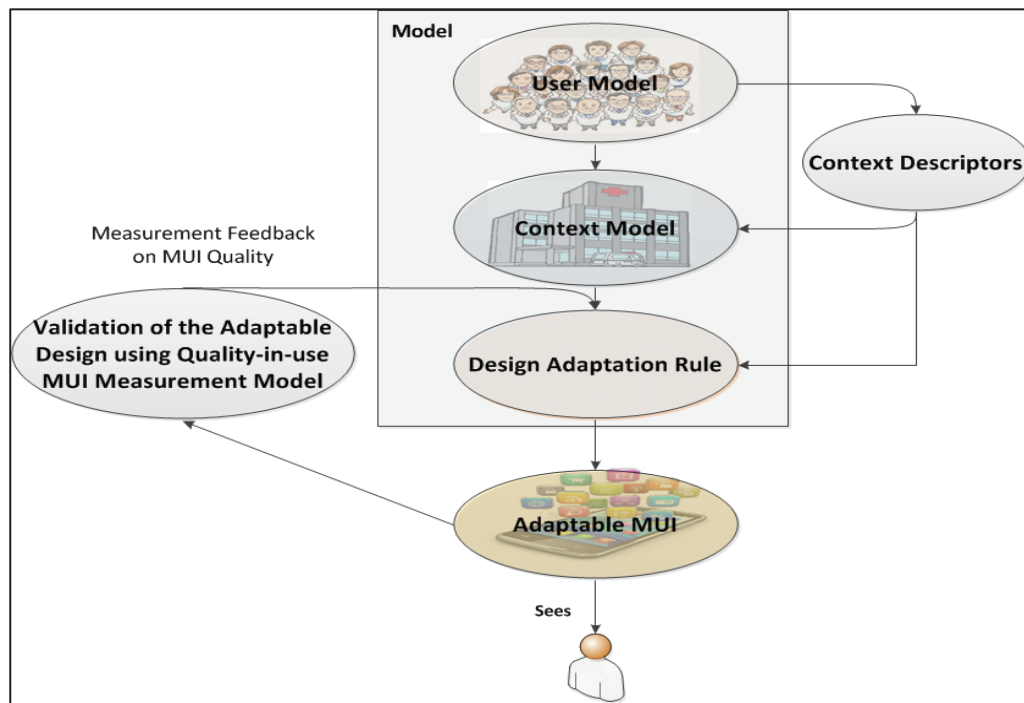 Model
User Model
Context Descriptors
Context Model
Measurement Feedback
on MUI Quality
Validation of the Adaptable
Design using Quality-in-use
MUI Measurement Model
Design Adaptation Rule
Adaptable MUI
Sees